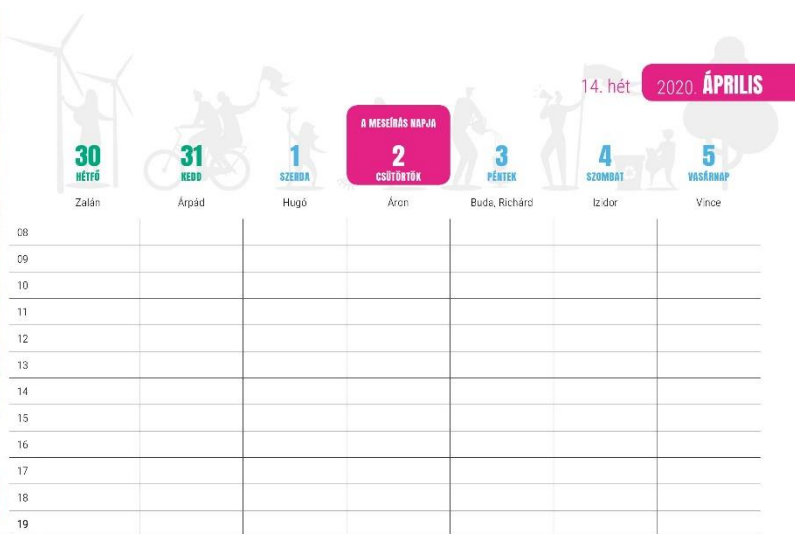 14. hét 2020. ÁPRILIS
A MESEÍRÁS NAPJA
30 31 1 2 3 4 5
HÉTFŐ KEDD SZERDA CSÜTÖRTÖK PÉNTEK SZOMBAT VASÁRNAP
Zalán Árpád Hugó Áron Buda, Richárd Izidor Vince
08
09
10
11
12
13
14
15
16
17
18
19